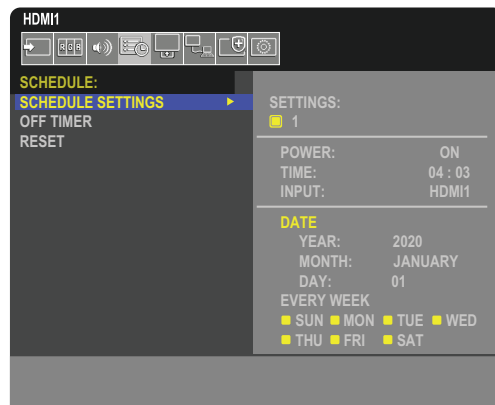 HDMI1
R G B
SCHEDULE:
SCHEDULE SETTINGS
OFF TIMER
RESET
SETTINGS:
1
POWER: ON
TIME: 04 : 03
INPUT: HDMI1
DATE
YEAR: 2020
MONTH: JANUARY
DAY: 01
EVERY WEEK
SUN MON TUE WED
THU FRI SAT